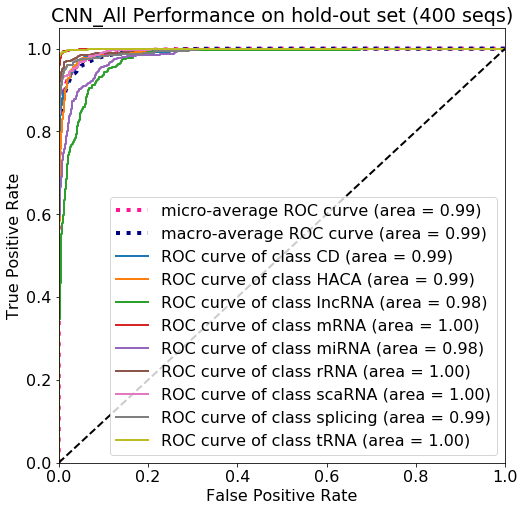 CNN_All Performance on hold-out set (400 seqs)
True Positive Rate
1.0
0.8
0.6
0.4
0.2
0.0
micro-average ROC curve (area = 0.99)
macro-average ROC curve (area = 0.99)
ROC curve of class CD (area = 0.99)
ROC curve of class HACA (area = 0.99)
ROC curve of class lncRNA (area = 0.98)
ROC curve of class mRNA (area = 1.00)
ROC curve of class miRNA (area = 0.98)
ROC curve of class rRNA (area = 1.00)
ROC curve of class scaRNA (area = 1.00)
ROC curve of class splicing (area = 0.99)
ROC curve of class tRNA (area = 1.00)
0.0 0.2 0.4 0.6 0.8 1.0
False Positive Rate